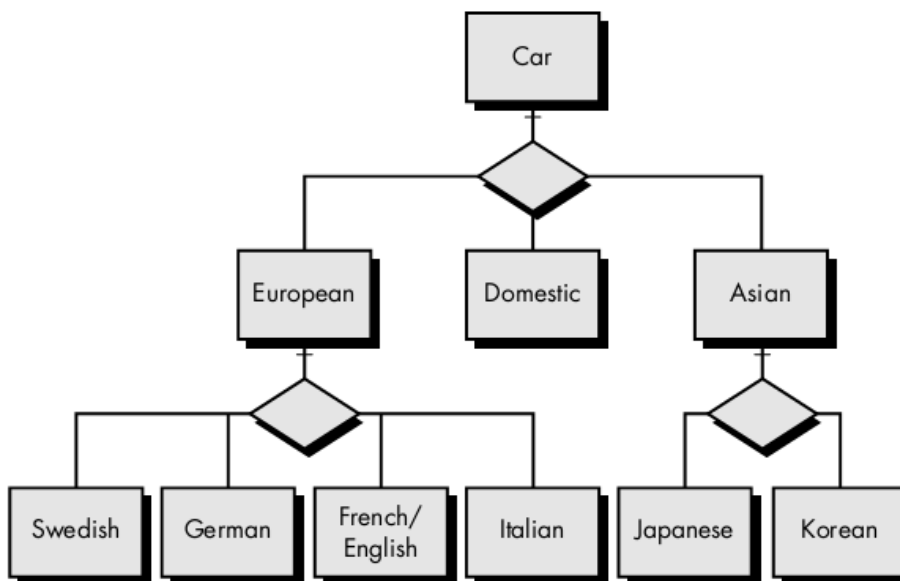 Car
European
Domestic
Asian
Swedish
German
French/
English
Italian
Japanese
Korean